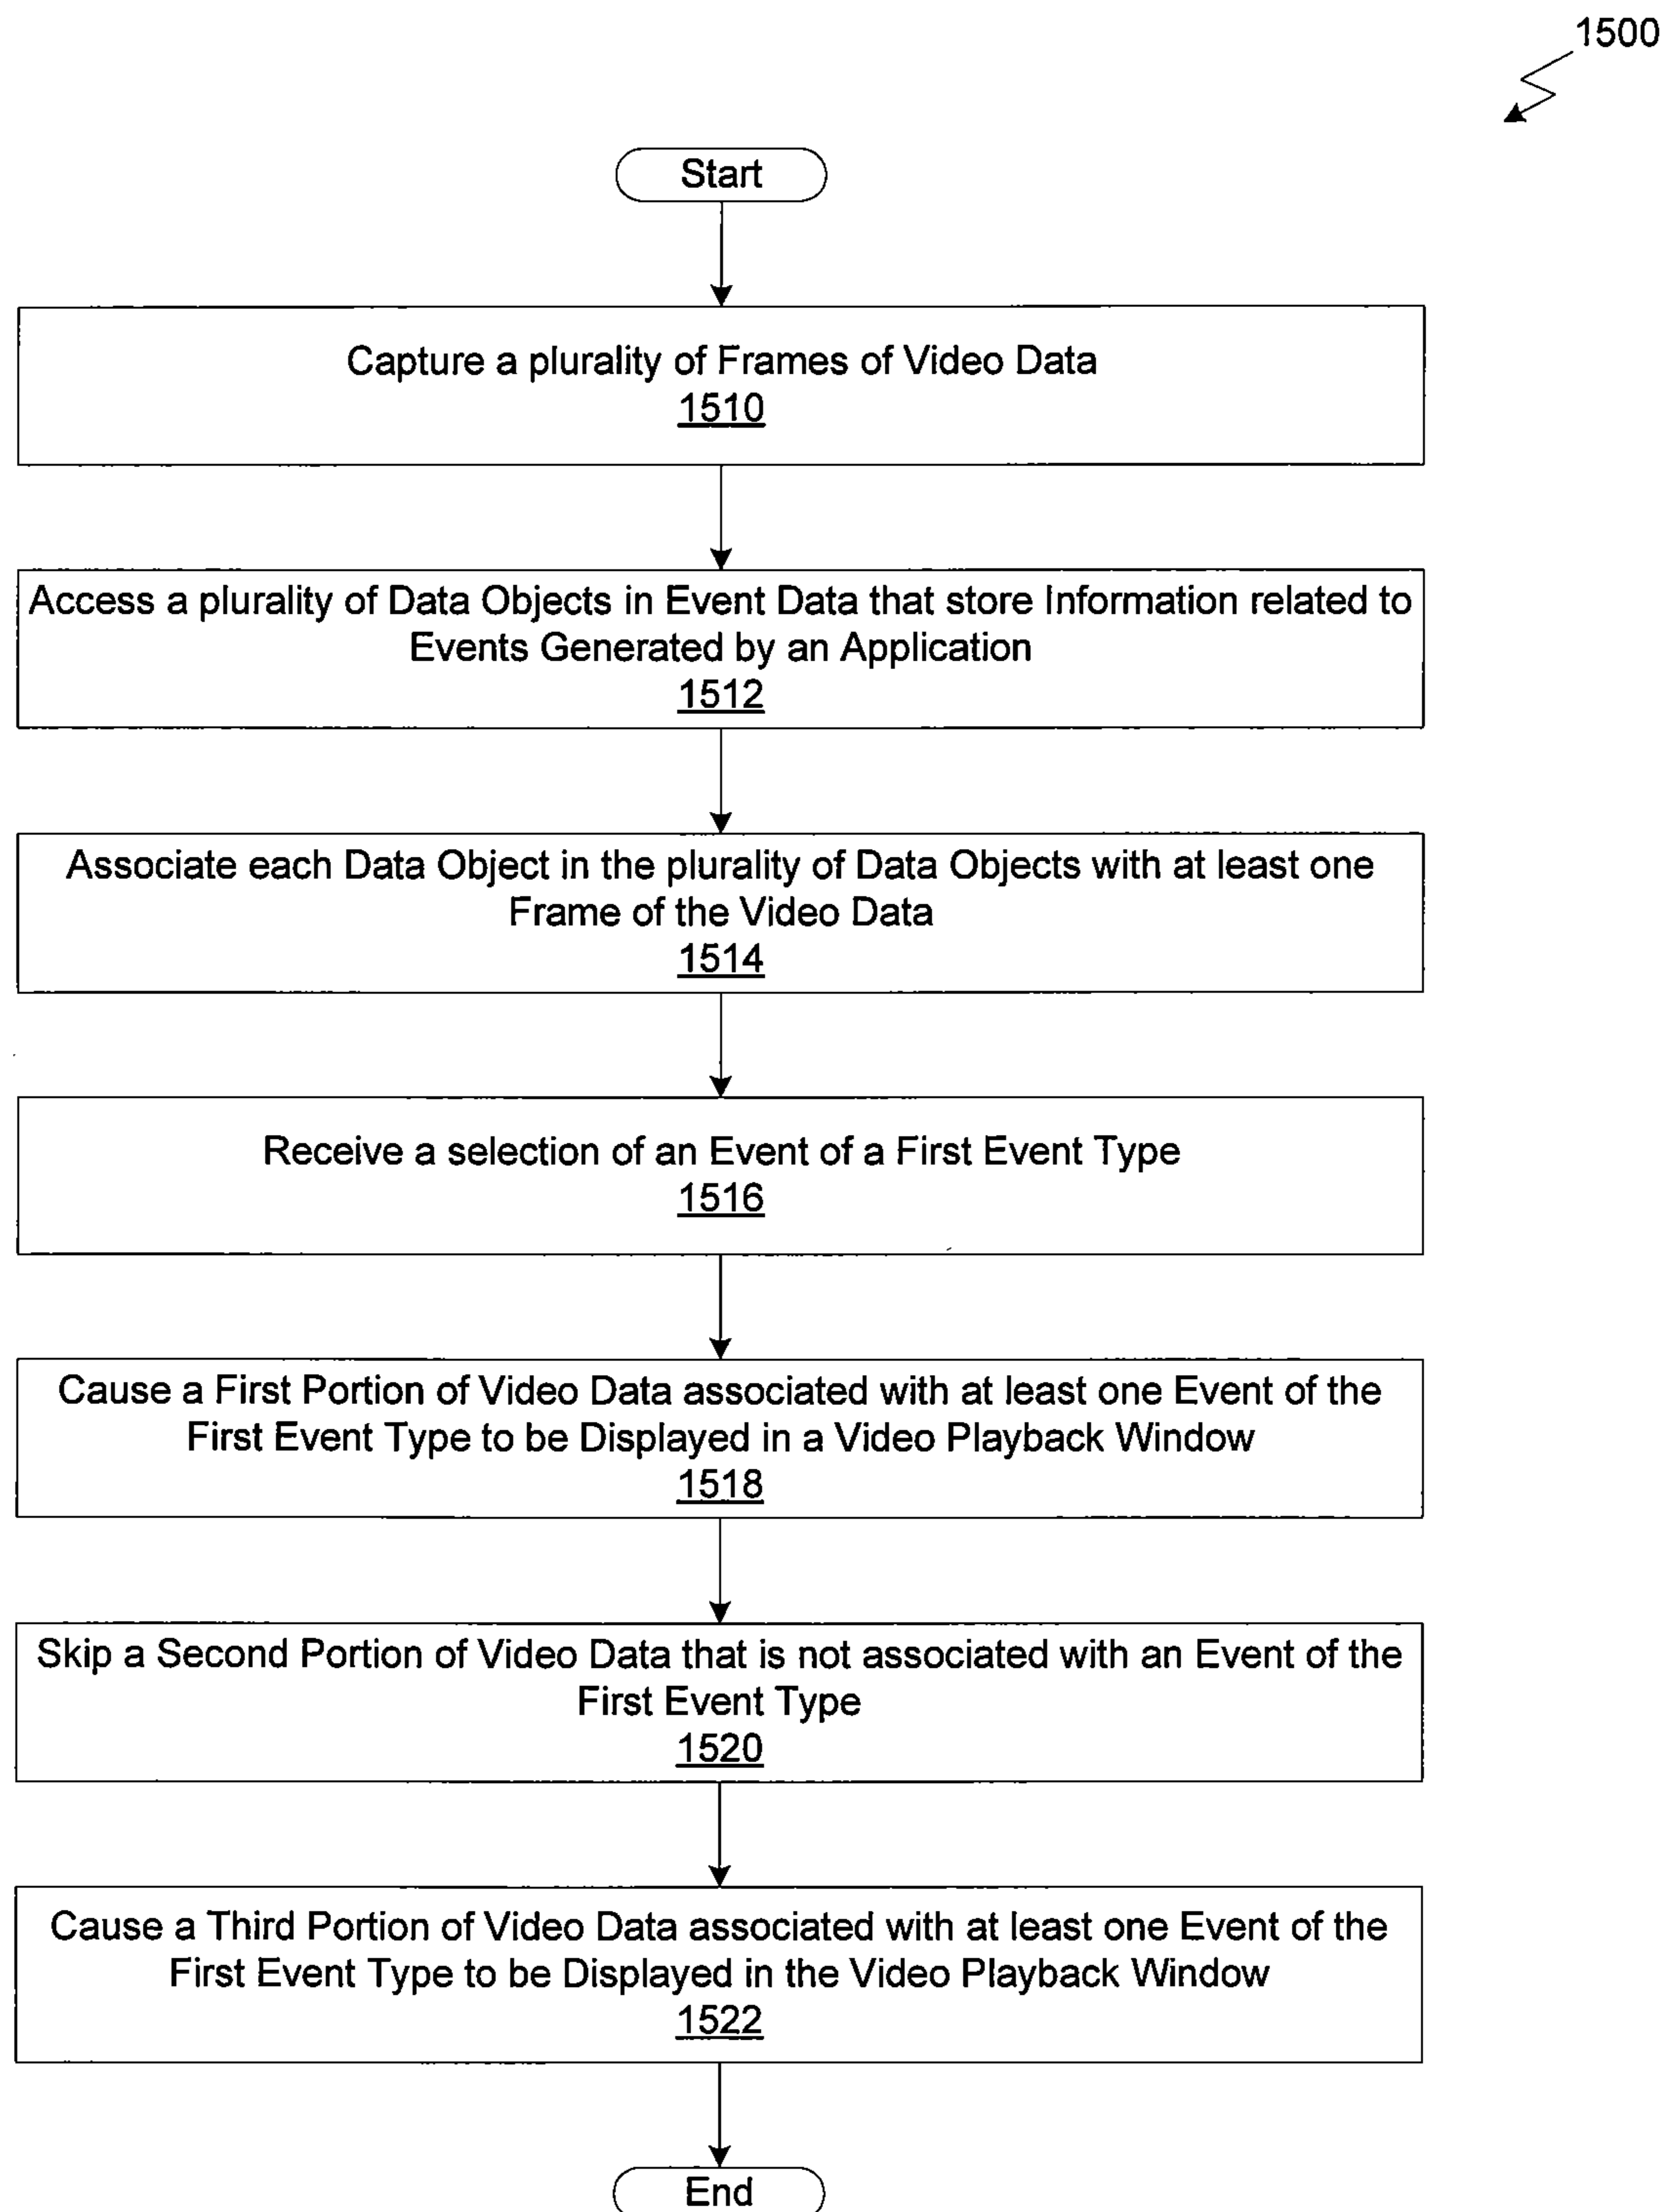 1500
Start
Capture a plurality of Frames of Video Data
1510
Access a plurality of Data Objects in Event Data that store Information related to
Events Generated by an Application
1512
Associate each Data Object in the plurality of Data Objects with at least one
Frame of the Video Data
1514
Receive a selection of an Event of a First Event Type
1516
Cause a First Portion of Video Data associated with at least one Event of the
First Event Type to be Displayed in a Video Playback Window
1518
Skip a Second Portion of Video Data that is not associated with an Event of the
First Event Type
1520
Cause a Third Portion of Video Data associated with at least one Event of the
First Event Type to be Displayed in the Video Playback Window
1522
End